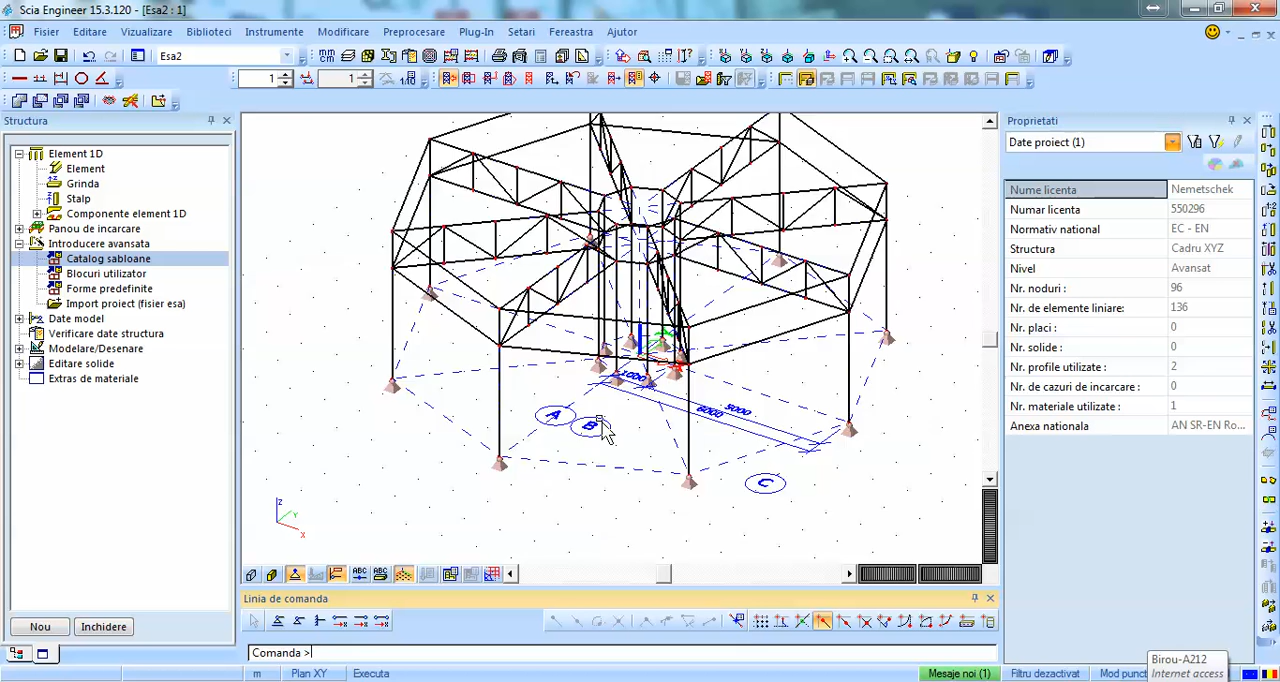 Scia Engineer 15.3.120 - [Esa2 : 1]
Fisier Editare Vizualizare Biblioteci Instrumente Modificare Preprocesare Plug-In Setari Fereastra Ajutor
Esa2
1 1
Structura
Element 1D
Element
Grinda
Stalp
Componente element 1D
Panou de incarcare
Introducere avansata
Catalog sabloane
Blocuri utilizator
Forme predefinite
Import proiect (fisier esa)
Date model
Verificare date structura
Modelare/Desenare
Editare solide
Extras de materiale
Nou Inchidere
1000
5000
6000
A
B
C
Z
Y
X
ABC ABC
Linia de comanda
Comanda >
Proprietati
Date proiect (1)
Nume licenta Nemetschek
Numar licenta 550296
Normativ national EC - EN
Structura Cadru XYZ
Nivel Avansat
Nr. noduri : 96
Nr. de elemente liniare: 136
Nr. placi : 0
Nr. solide : 0
Nr. profile utilizate : 2
Nr. de cazuri de incarcare : 0
Nr. materiale utilizate : 1
Anexa nationala AN SR-EN Ro...
Birou-A212
Internet access
m Plan XY Executa Mesaje noi (1) Filtru dezactivat Mod punct